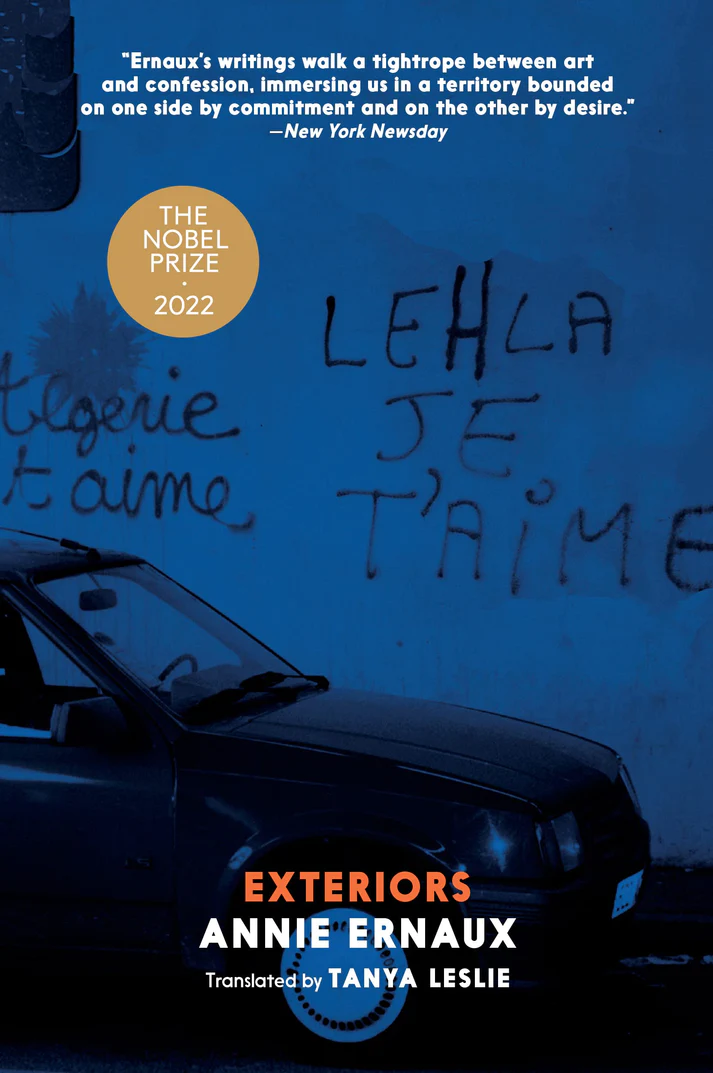 "Ernaux's writings walk a tightrope between art
and confession, immersing us in a territory bounded
on one side by commitment and on the other by desire."
—New York Newsday
THE
NOBEL
PRIZE
·
2022
LEHLA
JE
T'AiME
algerie
t aime
EXTERIORS
ANNIE ERNAUX
Translated by TANYA LESLIE